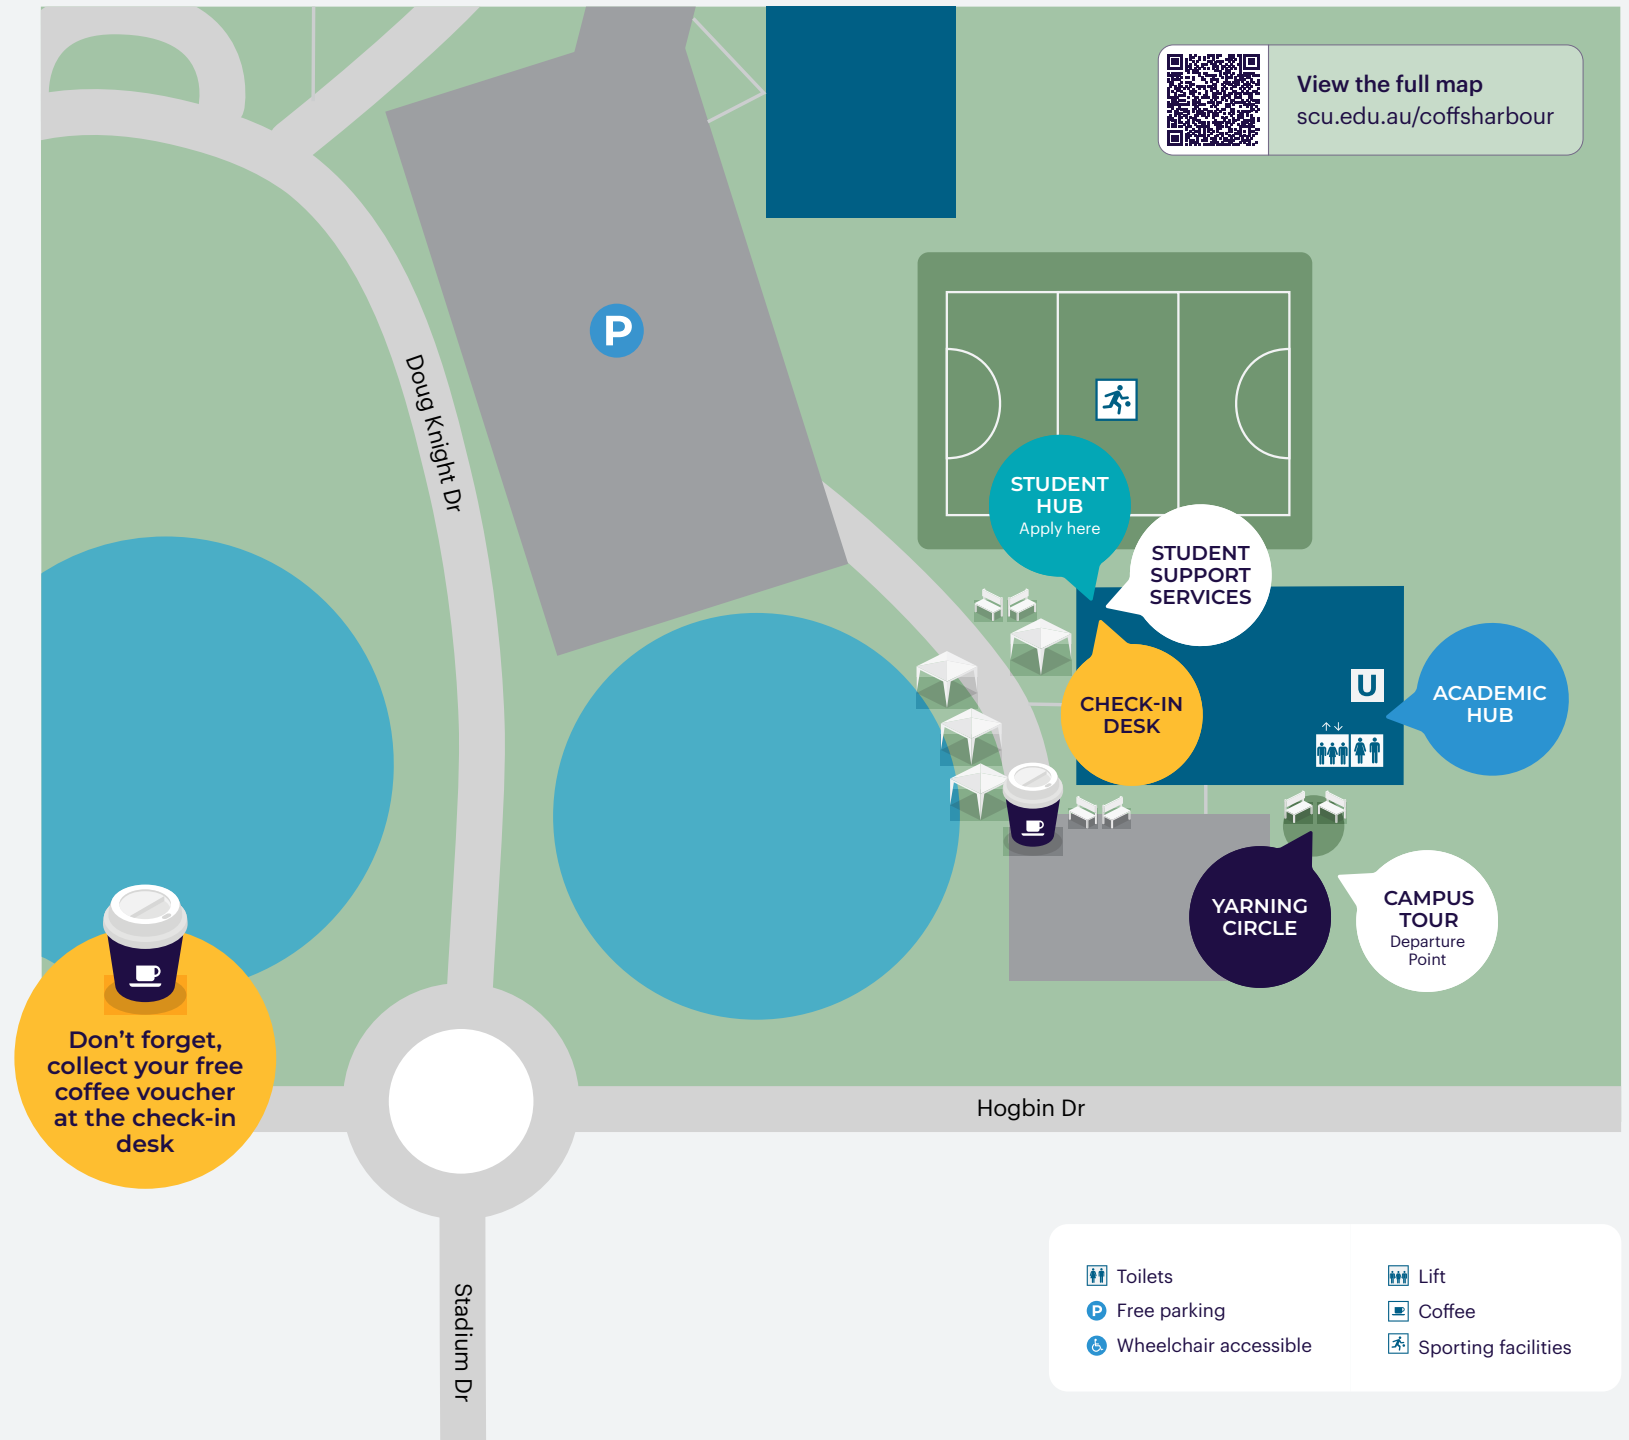 View the full map
scu.edu.au/coffsharbour
P
Doug Knight Dr
STUDENT
HUB
Apply here
STUDENT
SUPPORT
SERVICES
U
CHECK-IN
DESK
ACADEMIC
HUB
YARNING
CIRCLE
CAMPUS
TOUR
Departure
Point
Don’t forget,
collect your free
coffee voucher
at the check-in
desk
Hogbin Dr
Stadium Dr
Toilets
P Free parking
Wheelchair accessible
Lift
Coffee
Sporting facilities